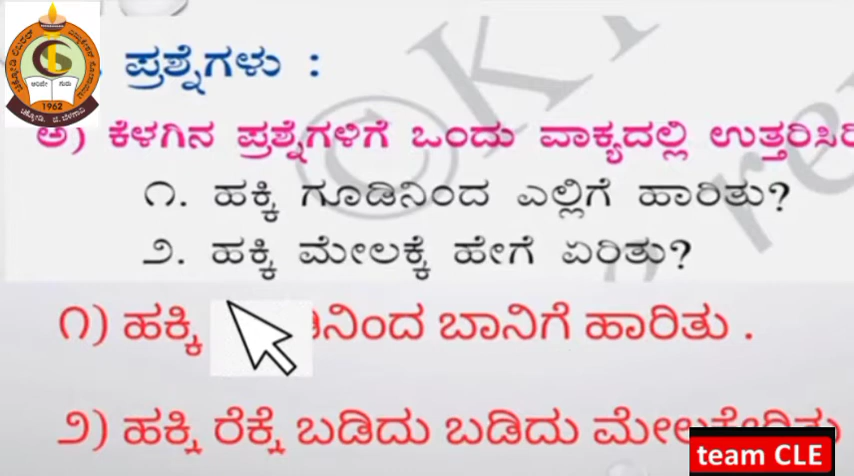 ಪ್ರಶ್ನೆಗಳು :
ಅ) ಕೆಳಗಿನ ಪ್ರಶ್ನೆಗಳಿಗೆ ಒಂದು ವಾಕ್ಯದಲ್ಲಿ
೧. ಹಕ್ಕಿ ಗೂಡಿನಿಂದ ಎಲ್ಲಿಗೆ ಹಾರಿತು?
೨. ಹಕ್ಕಿ ಮೇಲಕ್ಕೆ ಹೇಗೆ ಏರಿತು?
೧) ಹಕ್ಕಿ ಬಾನಿಗೆ ಹಾರಿತು .
೨) ಹಕ್ಕಿ ರೆಕ್ಕೆ ಬಡಿದು ಬಡಿದು
team CLE
1962